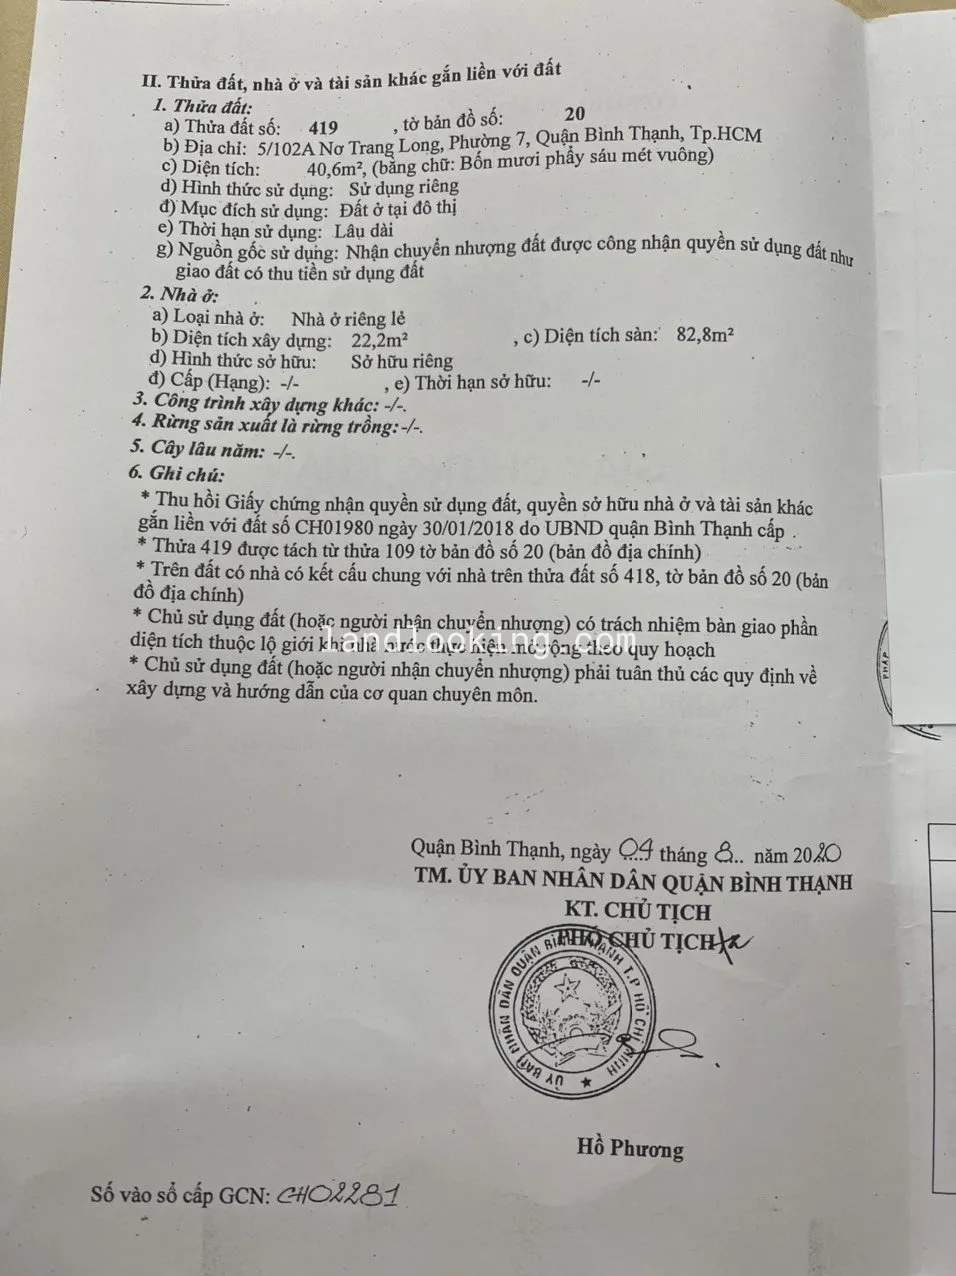 II. Thửa đất, nhà ở và tài sản khác gắn liền với đất
1. Thửa đất:
a) Thửa đất số: 419 , tờ bản đồ số: 20
b) Địa chỉ: 5/102A Nơ Trang Long, Phường 7, Quận Bình Thạnh, Tp.HCM
c) Diện tích: 40,6m², (bằng chữ: Bốn mươi phẩy sáu mét vuông)
d) Hình thức sử dụng: Sử dụng riêng
đ) Mục đích sử dụng: Đất ở tại đô thị
e) Thời hạn sử dụng: Lâu dài
g) Nguồn gốc sử dụng: Nhận chuyển nhượng đất được công nhận quyền sử dụng đất như
giao đất có thu tiền sử dụng đất
2. Nhà ở:
a) Loại nhà ở: Nhà ở riêng lẻ
b) Diện tích xây dựng: 22,2m² , c) Diện tích sàn: 82,8m²
d) Hình thức sở hữu: Sở hữu riêng
đ) Cấp (Hạng): -/- , e) Thời hạn sở hữu: -/-
3. Công trình xây dựng khác: -/-.
4. Rừng sản xuất là rừng trồng: -/-.
5. Cây lâu năm: -/-.
6. Ghi chú:
* Thu hồi Giấy chứng nhận quyền sử dụng đất, quyền sở hữu nhà ở và tài sản khác
gắn liền với đất số CH01980 ngày 30/01/2018 do UBND quận Bình Thạnh cấp .
* Thửa 419 được tách từ thửa 109 tờ bản đồ số 20 (bản đồ địa chính)
* Trên đất có nhà có kết cấu chung với nhà trên thửa đất số 418, tờ bản đồ số 20 (bản
đồ địa chính)
* Chủ sử dụng đất (hoặc người nhận chuyển nhượng) có trách nhiệm bàn giao phần
diện tích thuộc lộ giới khi nhà nước thực hiện mở rộng theo quy hoạch
landlooking.com
* Chủ sử dụng đất (hoặc người nhận chuyển nhượng) phải tuân thủ các quy định về
xây dựng và hướng dẫn của cơ quan chuyên môn.
PHÁP
Quận Bình Thạnh, ngày 04 tháng 8.. năm 2020
TM. ỦY BAN NHÂN DÂN QUẬN BÌNH THẠNH
KT. CHỦ TỊCH
PHÓ CHỦ TỊCH
ỦY BAN NHÂN DÂN QUẬN BÌNH THẠNH T.P HỒ CHÍ MINH
Hồ Phương
Số vào sổ cấp GCN: CH02281